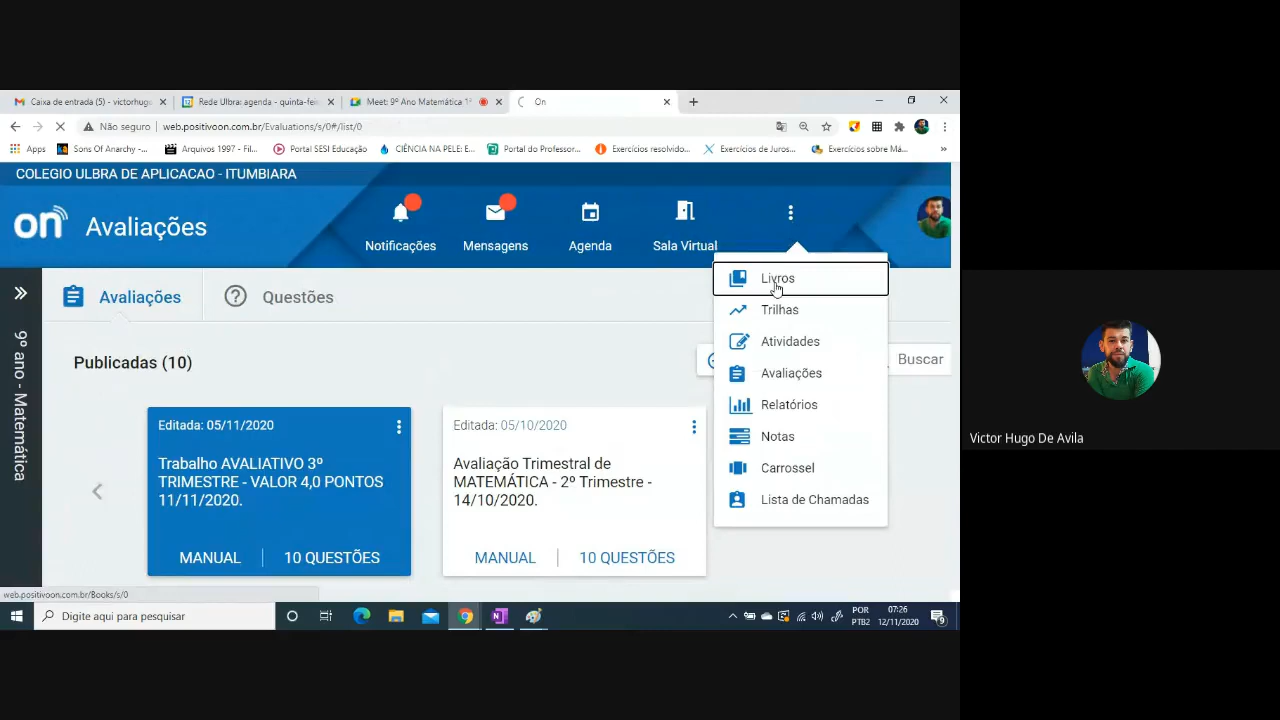 Caixa de entrada (5) - victorhug
Rede Ulbra: agenda - quinta-fei
Meet: 9º Ano Matemática 1º
On
Não seguro
web.positivoon.com.br/Evaluations/s/0#/list/0
Apps
Sons Of Anarchy -...
Arquivos 1997 - Fil...
Portal SESI Educação
CIÊNCIA NA PELE: E...
Portal do Professor...
Exercícios resolvido...
Exercícios de Juros...
Exercícios sobre Má...
COLEGIO ULBRA DE APLICACAO - ITUMBIARA
on
Avaliações
Notificações
Mensagens
Agenda
Sala Virtual
Livros
Trilhas
Atividades
Avaliações
Relatórios
Notas
Carrossel
Lista de Chamadas
9º ano - Matemática
Avaliações
Questões
Publicadas (10)
Buscar
Editada: 05/11/2020
Trabalho AVALIATIVO 3º
TRIMESTRE - VALOR 4,0 PONTOS
11/11/2020.
MANUAL
10 QUESTÕES
Editada: 05/10/2020
Avaliação Trimestral de
MATEMÁTICA - 2º Trimestre -
14/10/2020.
MANUAL
10 QUESTÕES
web.positivoon.com.br/Books/s/0
Digite aqui para pesquisar
POR
PTB2
07:26
12/11/2020
9
Victor Hugo De Avila